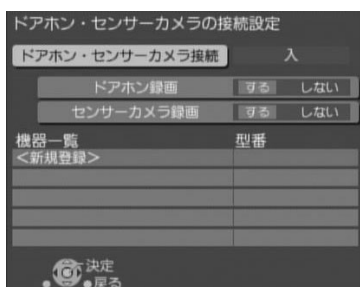 ドアホン・センサーカメラの接続設定
ドアホン・センサーカメラ接続 入
ドアホン録画 する しない
センサーカメラ録画 する しない
機器一覧 型番
<新規登録>
決定
戻る